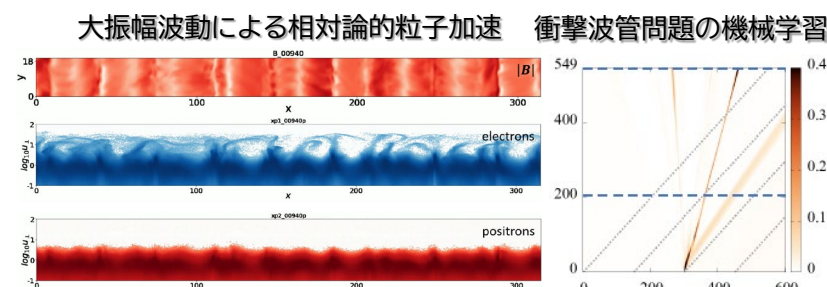 大振幅波動による相対論的粒子加速
衝撃波管問題の機械学習
B_00940
18
y
0
|B|
0 100 200 300
x
xp1_00940p
2
1
0
-1
log₁₀u⊥
electrons
0 100 200 300
x
xp2_00940p
2
1
0
-1
log₁₀u⊥
positrons
0 100 200 300
549
400
200
0
0 200 400 600
0.4
0.3
0.2
0.1
0